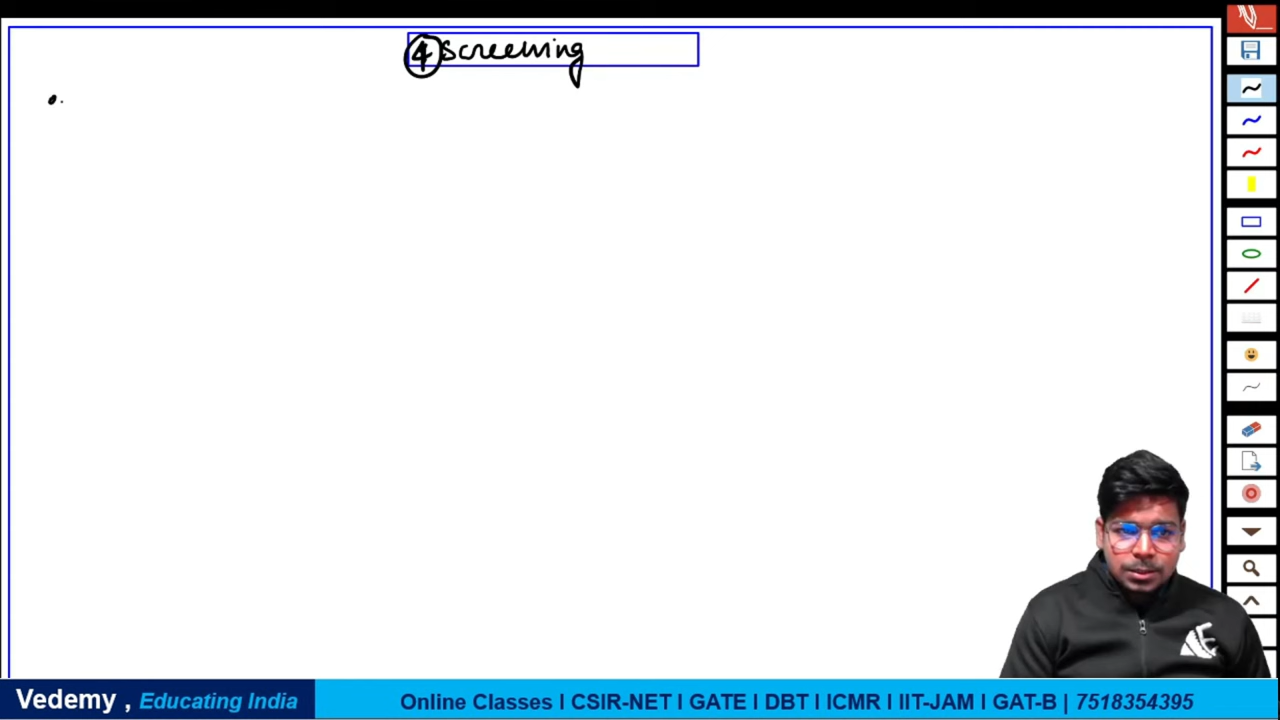 ④ Screening
Vedemy , Educating India
Online Classes I CSIR-NET I GATE I DBT I ICMR I IIT-JAM I GAT-B | 7518354395